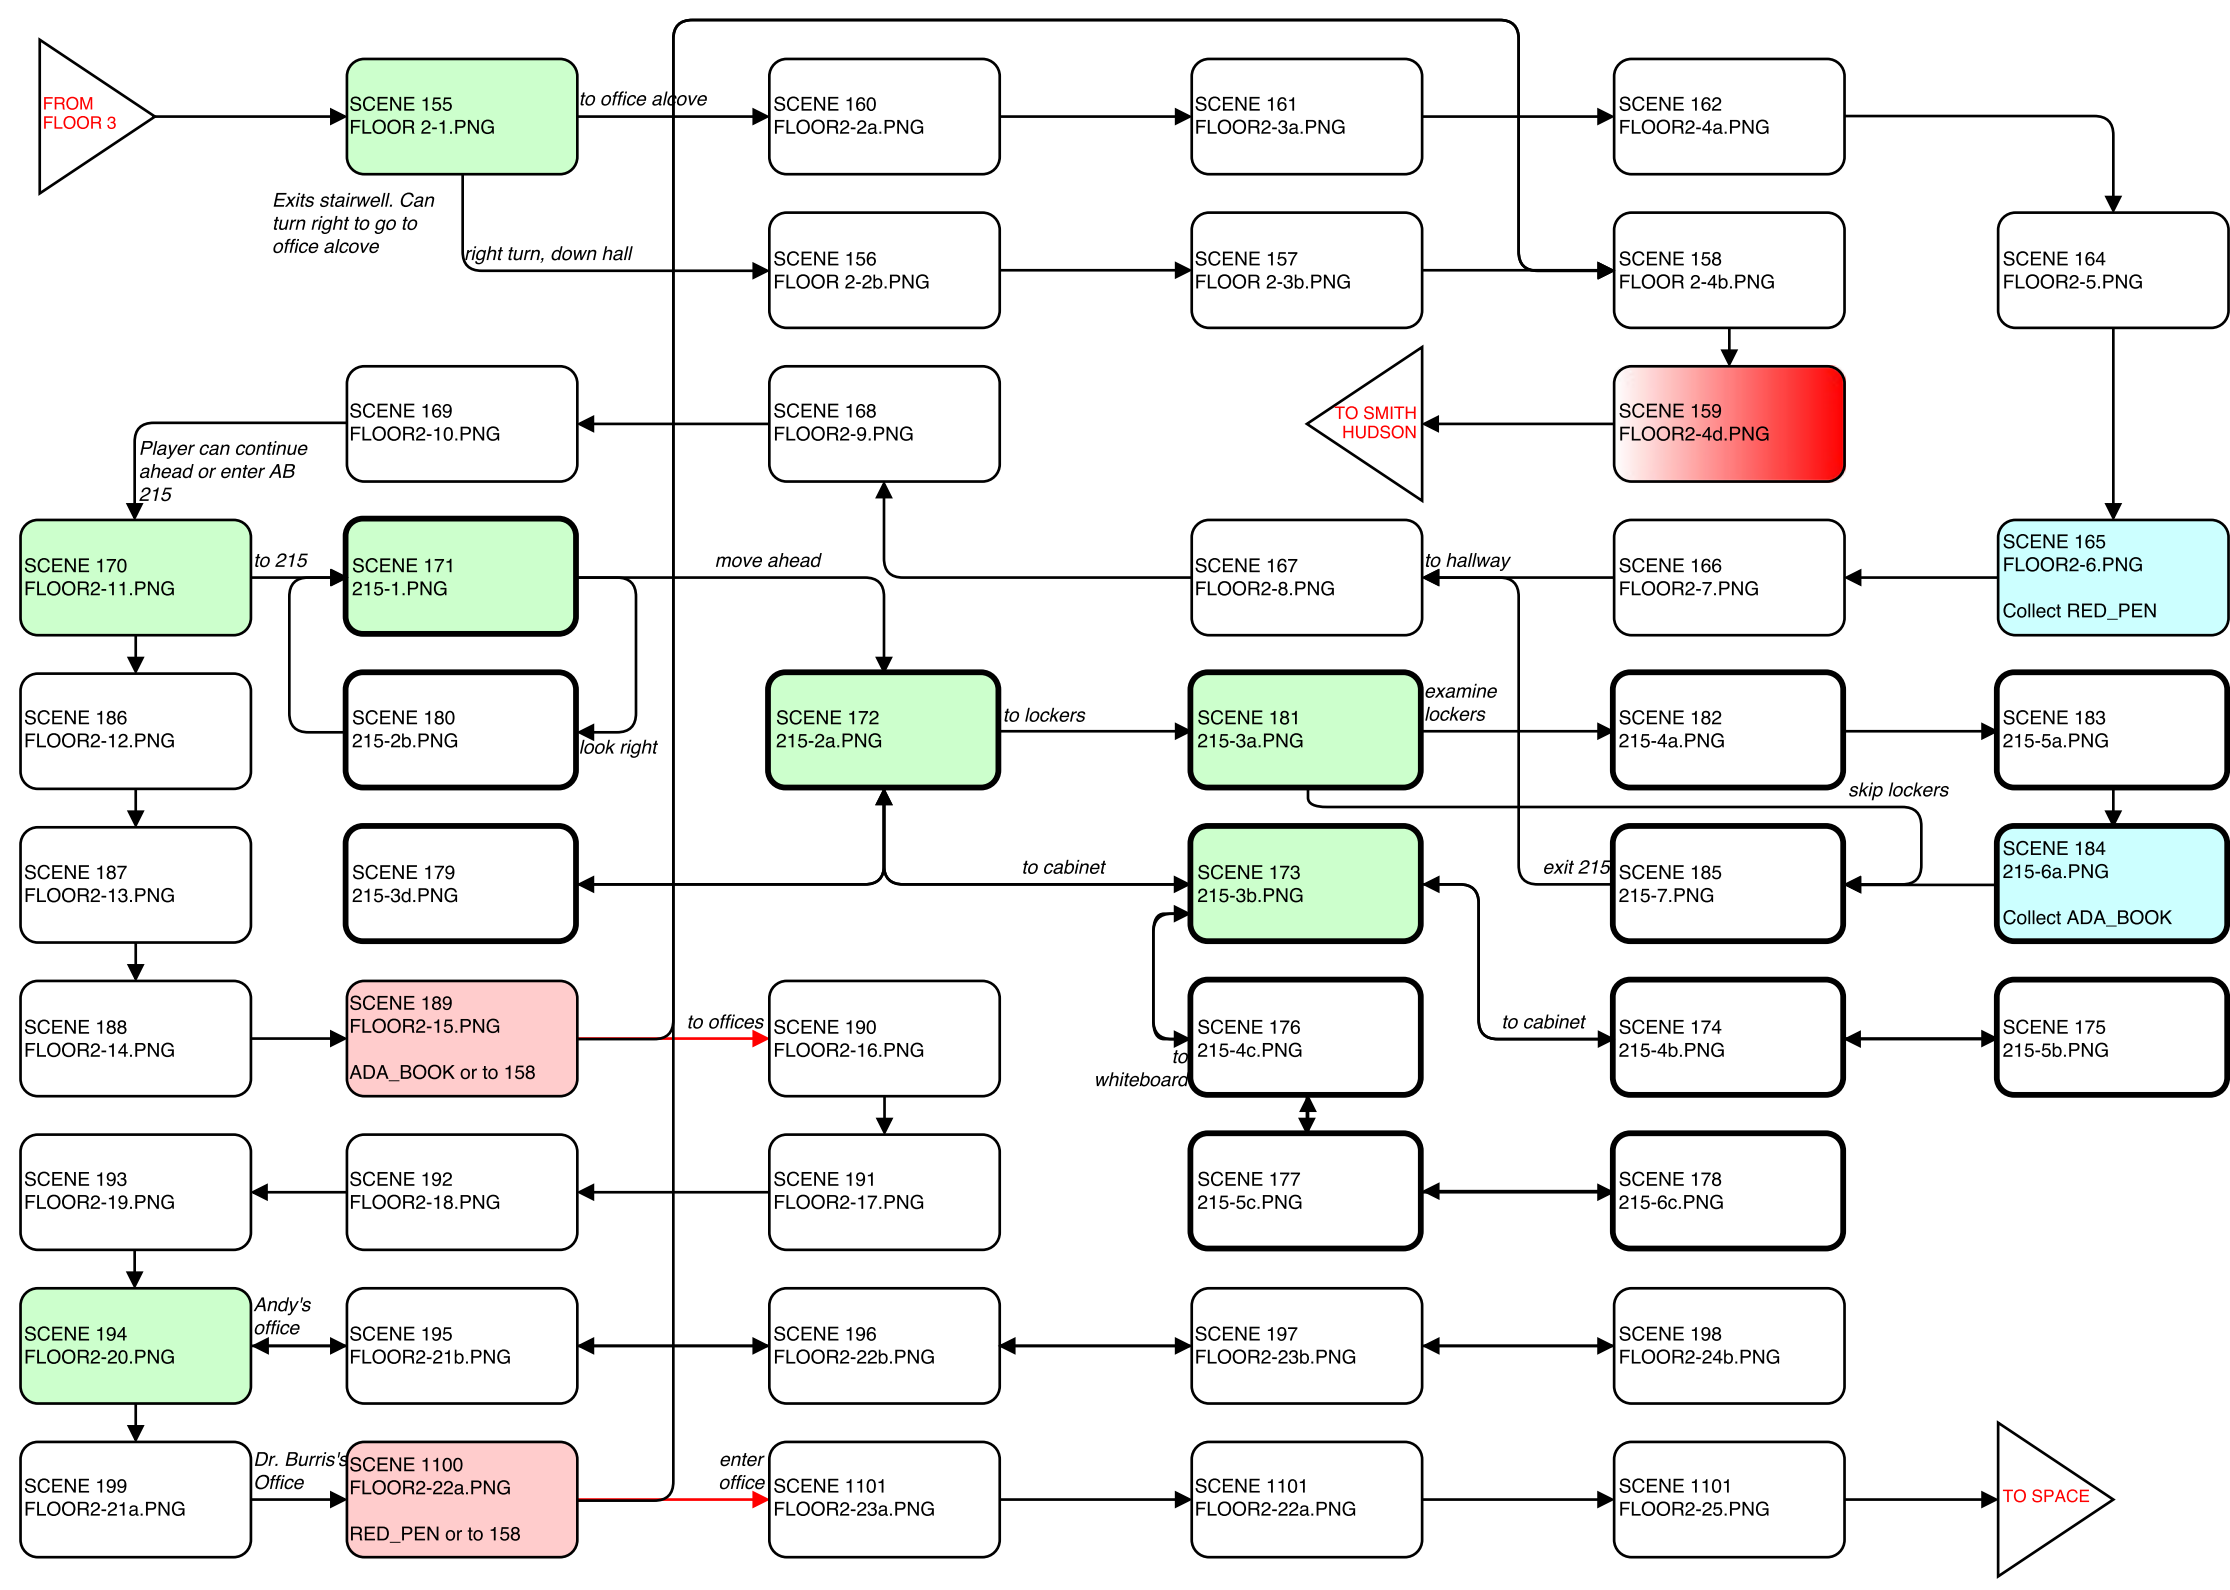 FROM
FLOOR 3
SCENE 155
FLOOR 2-1.PNG
to office alcove
SCENE 160
FLOOR2-2a.PNG
SCENE 161
FLOOR2-3a.PNG
SCENE 162
FLOOR2-4a.PNG
Exits stairwell. Can
turn right to go to
office alcove
right turn, down hall
SCENE 156
FLOOR 2-2b.PNG
SCENE 157
FLOOR 2-3b.PNG
SCENE 158
FLOOR 2-4b.PNG
SCENE 164
FLOOR2-5.PNG
SCENE 169
FLOOR2-10.PNG
SCENE 168
FLOOR2-9.PNG
TO SMITH
HUDSON
SCENE 159
FLOOR2-4d.PNG
Player can continue
ahead or enter AB
215
SCENE 170
FLOOR2-11.PNG
to 215
SCENE 171
215-1.PNG
move ahead
SCENE 167
FLOOR2-8.PNG
to hallway
SCENE 166
FLOOR2-7.PNG
SCENE 165
FLOOR2-6.PNG
Collect RED_PEN
SCENE 186
FLOOR2-12.PNG
SCENE 180
215-2b.PNG
look right
SCENE 172
215-2a.PNG
to lockers
SCENE 181
215-3a.PNG
examine
lockers
SCENE 182
215-4a.PNG
SCENE 183
215-5a.PNG
skip lockers
SCENE 187
FLOOR2-13.PNG
SCENE 179
215-3d.PNG
to cabinet
SCENE 173
215-3b.PNG
exit 215
SCENE 185
215-7.PNG
SCENE 184
215-6a.PNG
Collect ADA_BOOK
SCENE 188
FLOOR2-14.PNG
SCENE 189
FLOOR2-15.PNG
ADA_BOOK or to 158
to offices
SCENE 190
FLOOR2-16.PNG
to
whiteboard
SCENE 176
215-4c.PNG
to cabinet
SCENE 174
215-4b.PNG
SCENE 175
215-5b.PNG
SCENE 193
FLOOR2-19.PNG
SCENE 192
FLOOR2-18.PNG
SCENE 191
FLOOR2-17.PNG
SCENE 177
215-5c.PNG
SCENE 178
215-6c.PNG
SCENE 194
FLOOR2-20.PNG
Andy's
office
SCENE 195
FLOOR2-21b.PNG
SCENE 196
FLOOR2-22b.PNG
SCENE 197
FLOOR2-23b.PNG
SCENE 198
FLOOR2-24b.PNG
SCENE 199
FLOOR2-21a.PNG
Dr. Burris's
Office
SCENE 1100
FLOOR2-22a.PNG
RED_PEN or to 158
enter
office
SCENE 1101
FLOOR2-23a.PNG
SCENE 1101
FLOOR2-22a.PNG
SCENE 1101
FLOOR2-25.PNG
TO SPACE